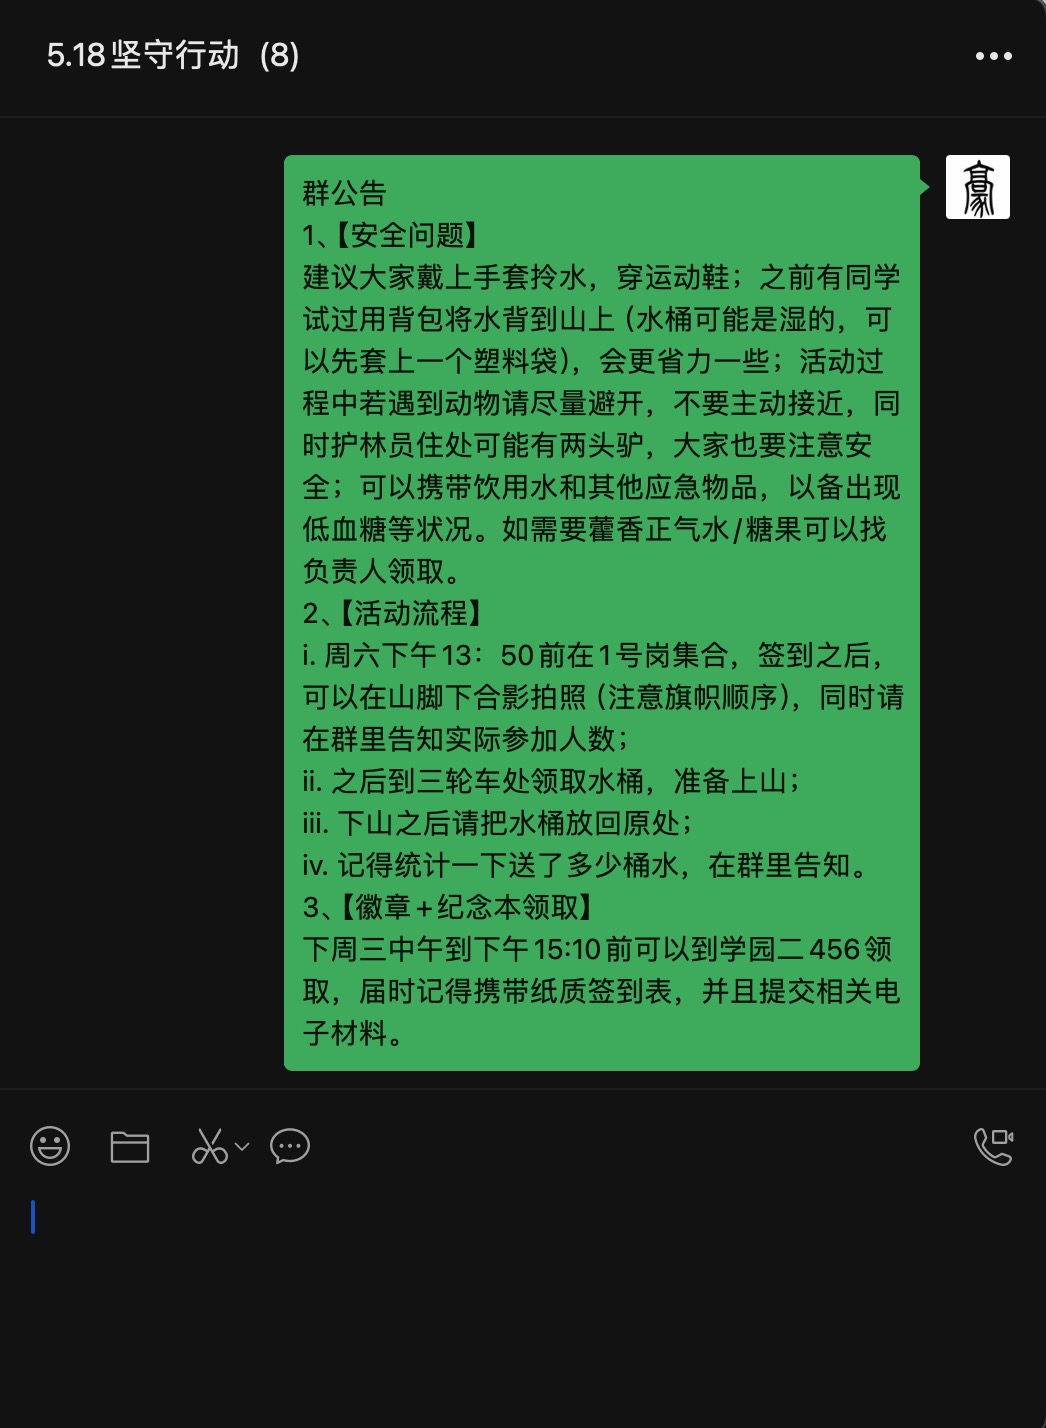 5.18坚守行动（8）
群公告
1、【安全问题】
建议大家戴上手套拎水，穿运动鞋；之前有同学
试过用背包将水背到山上（水桶可能是湿的，可
以先套上一个塑料袋），会更省力一些；活动过
程中若遇到动物请尽量避开，不要主动接近，同
时护林员住处可能有两头驴，大家也要注意安
全；可以携带饮用水和其他应急物品，以备出现
低血糖等状况。如需要藿香正气水/糖果可以找
负责人领取。
2、【活动流程】
i. 周六下午13：50前在1号岗集合，签到之后，
可以在山脚下合影拍照（注意旗帜顺序），同时请
在群里告知实际参加人数；
ii. 之后到三轮车处领取水桶，准备上山；
iii. 下山之后请把水桶放回原处；
iv. 记得统计一下送了多少桶水，在群里告知。
3、【徽章+纪念本领取】
下周三中午到下午15:10前可以到学园二456领
取，届时记得携带纸质签到表，并且提交相关电
子材料。